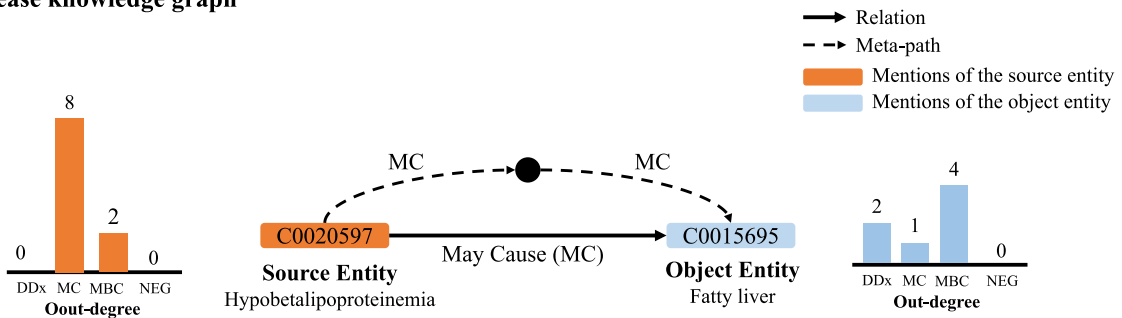 knowledge graph
Relation
Meta-path
Mentions of the source entity
Mentions of the object entity
8
2
0
0
DDx MC MBC NEG
Oout-degree
MC
MC
C0020597
C0015695
May Cause (MC)
Source Entity
Object Entity
Hypobetalipoproteinemia
Fatty liver
4
2
1
0
DDx MC MBC NEG
Out-degree